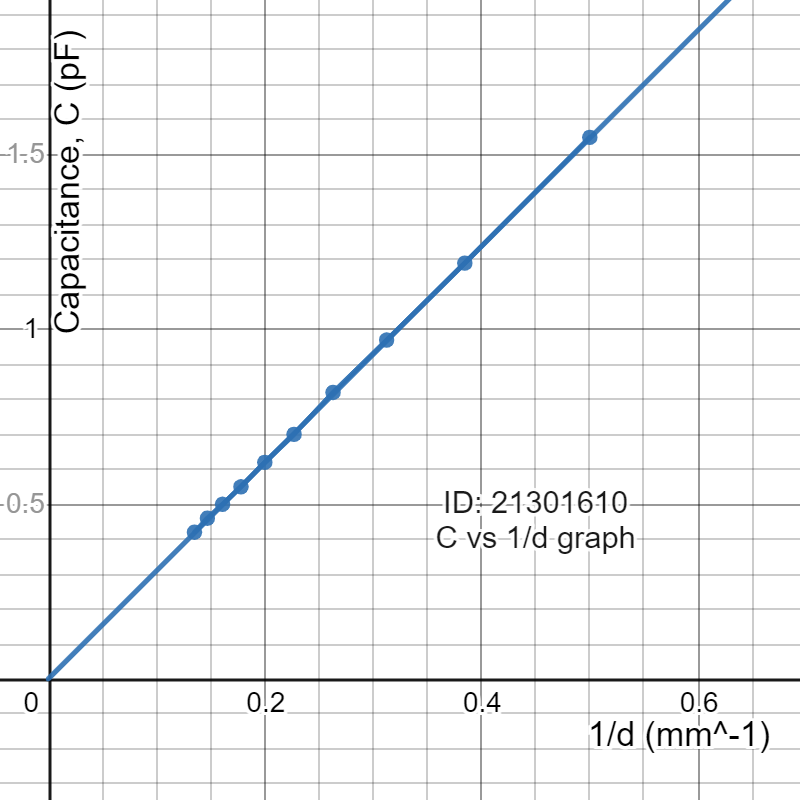 Capacitance, C (pF)
1.5
1
0.5
ID: 21301610
C vs 1/d graph
0
0.2
0.4
0.6
1/d (mm^-1)